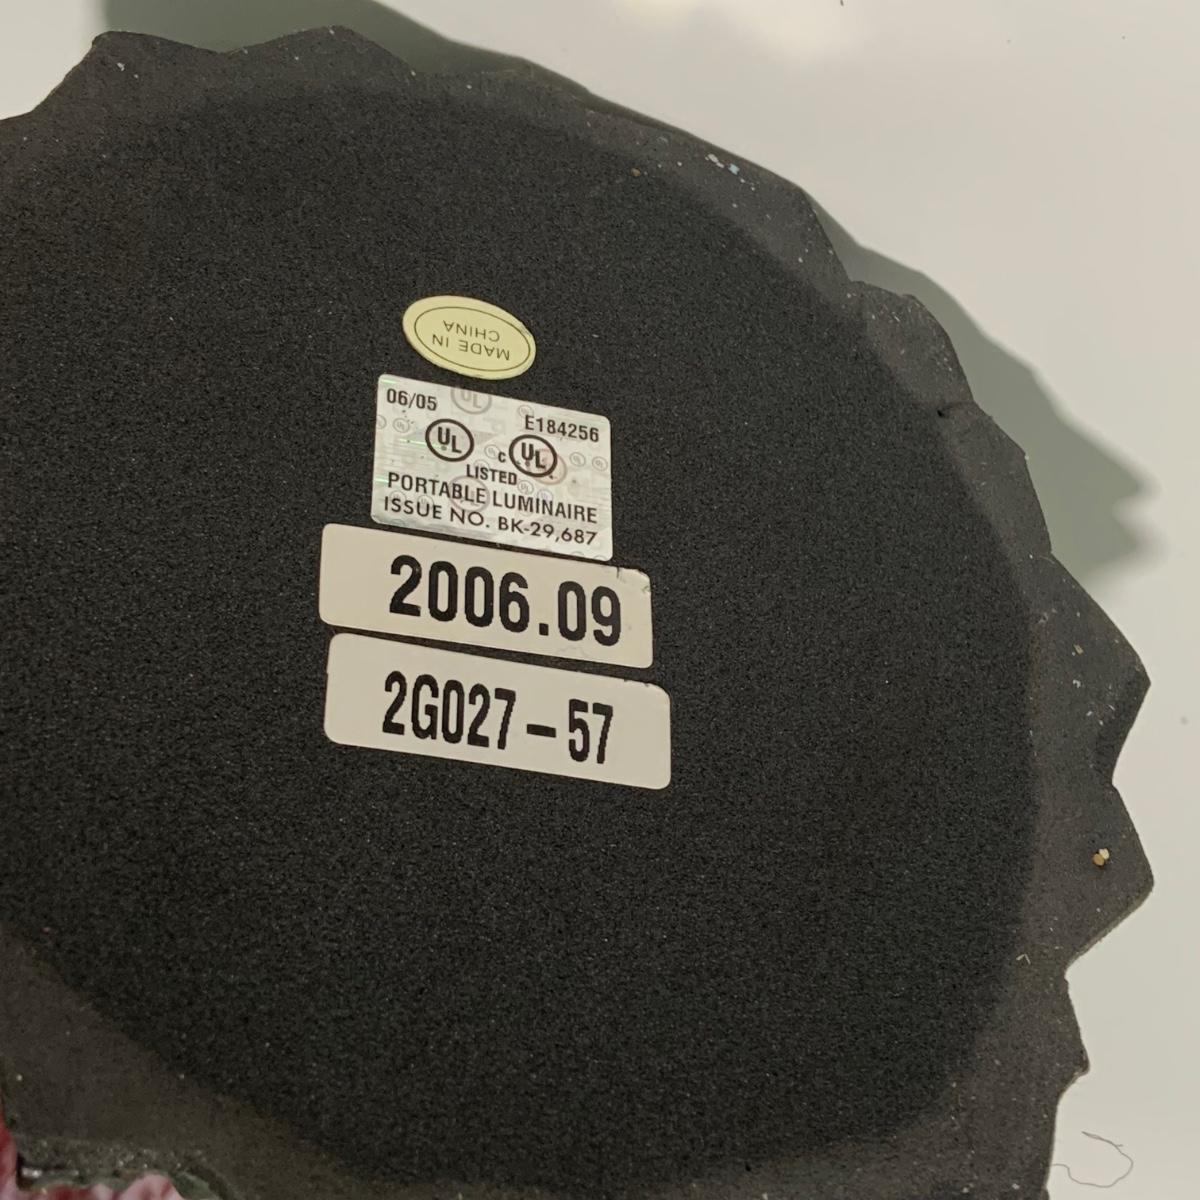 MADE IN
CHINA
06/05
E184256
UL
c UL
LISTED
PORTABLE LUMINAIRE
ISSUE NO. BK-29,687
2006.09
2G027-57